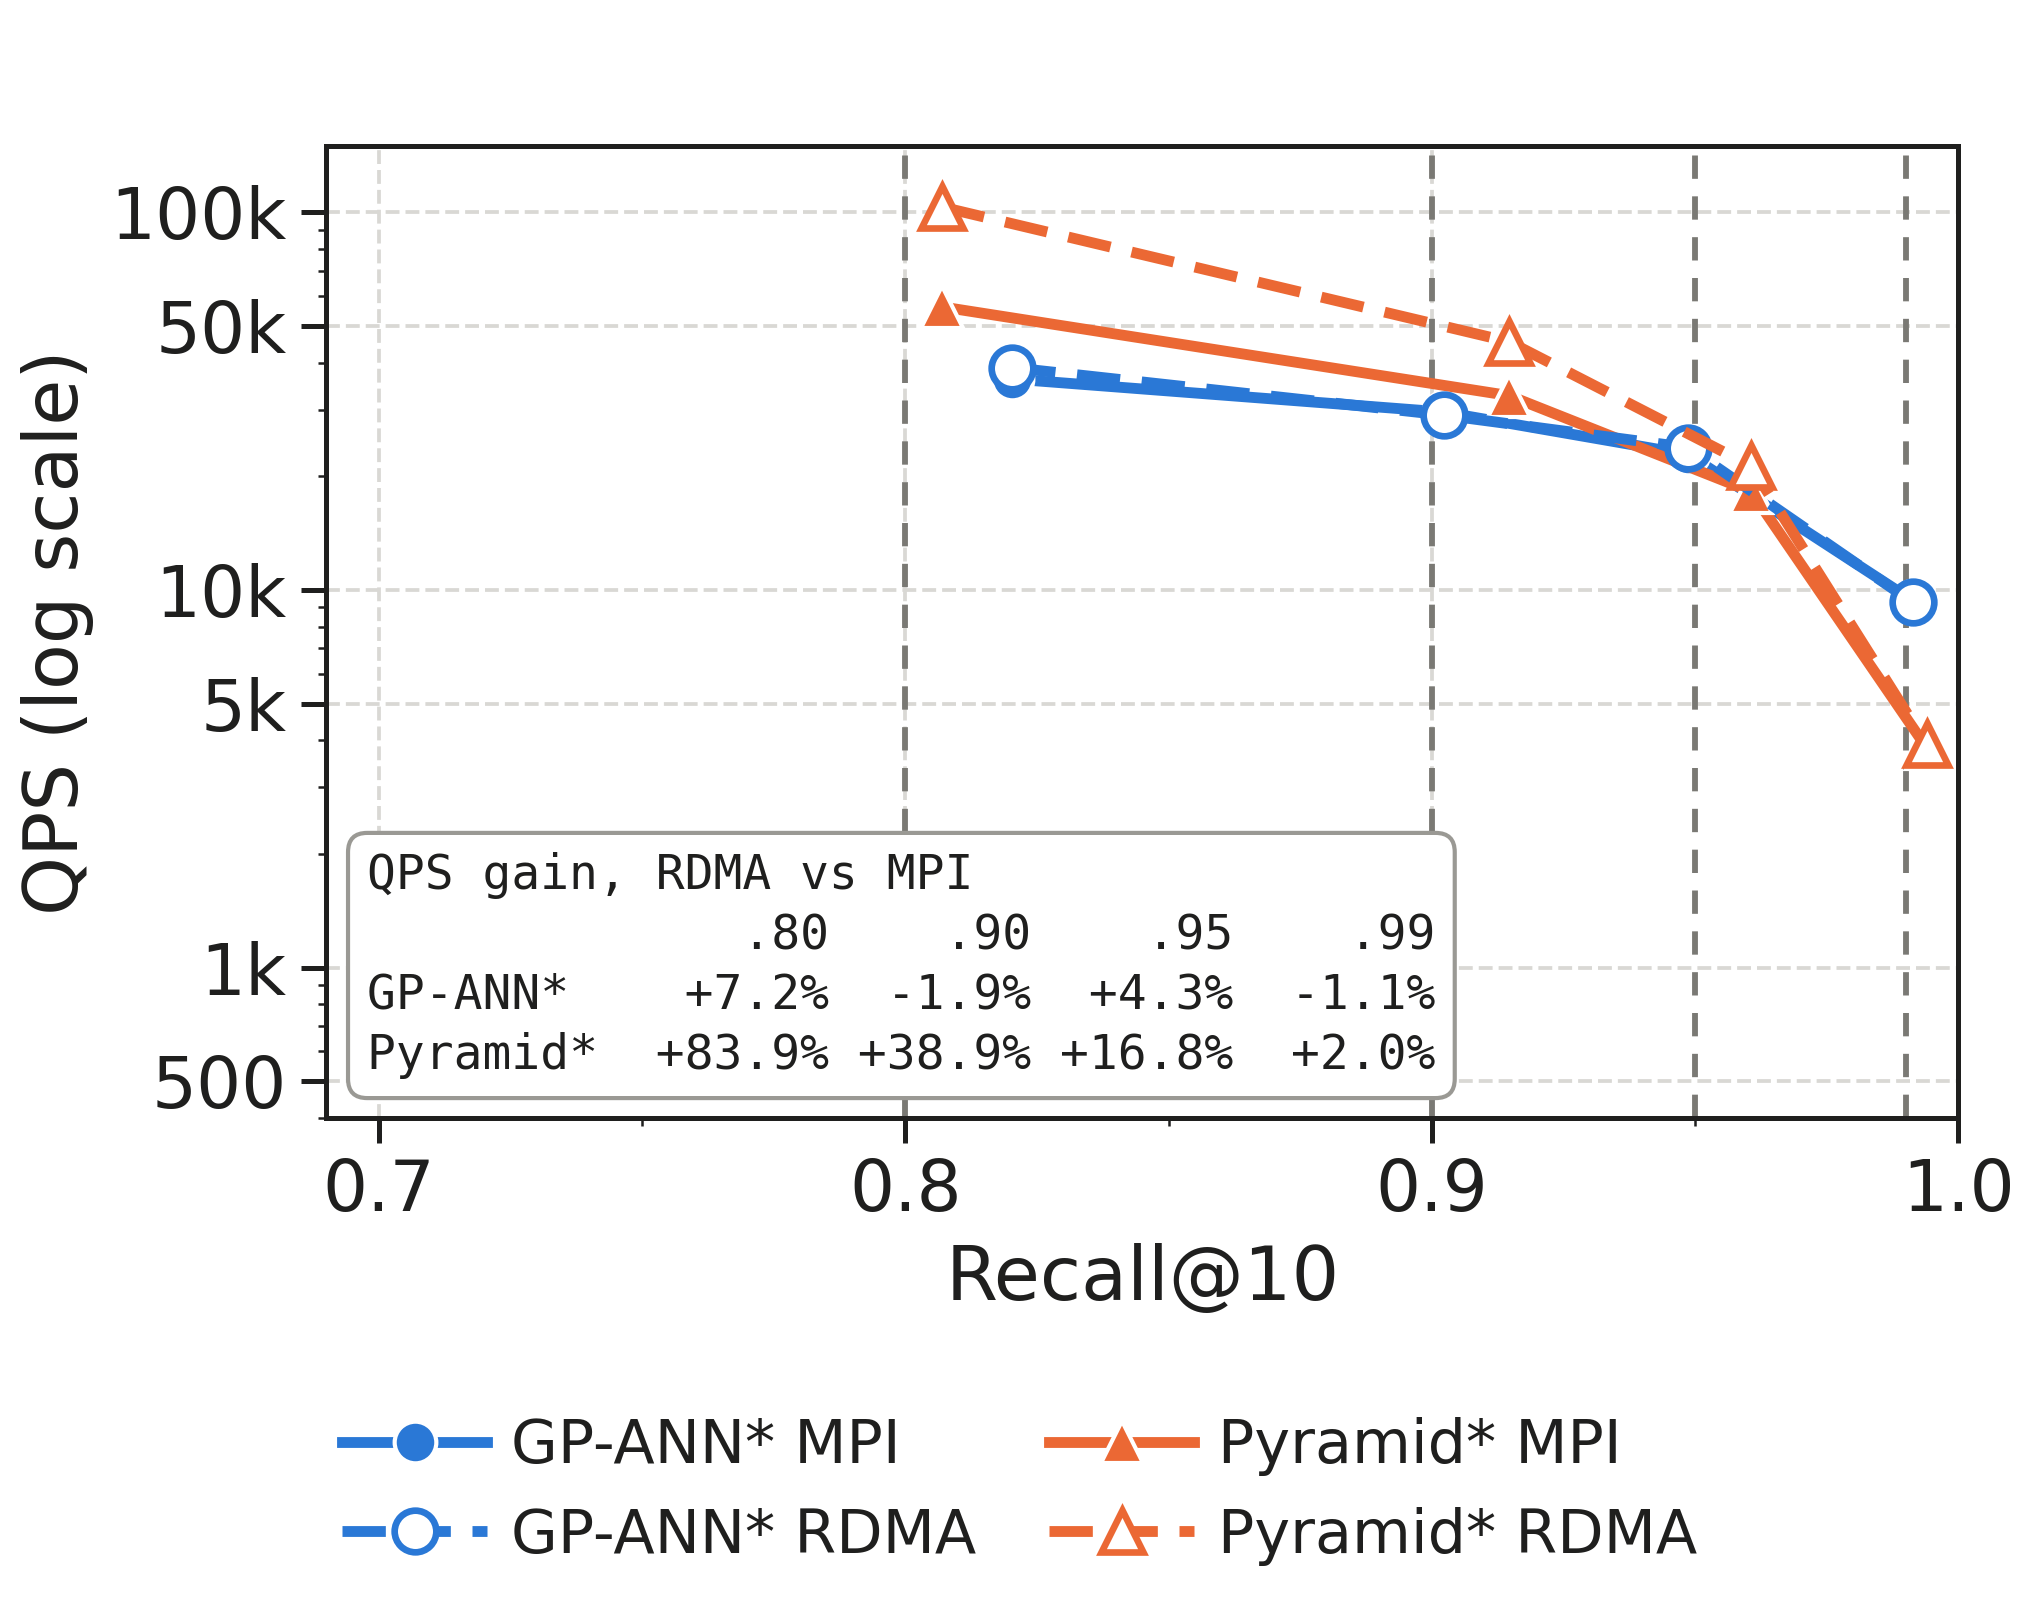 100k
50k
10k
5k
1k
500
QPS (log scale)
QPS gain, RDMA vs MPI
.80 .90 .95 .99
GP-ANN* +7.2% -1.9% +4.3% -1.1%
Pyramid* +83.9% +38.9% +16.8% +2.0%
0.7 0.8 0.9 1.0
Recall@10
GP-ANN* MPI Pyramid* MPI
GP-ANN* RDMA Pyramid* RDMA